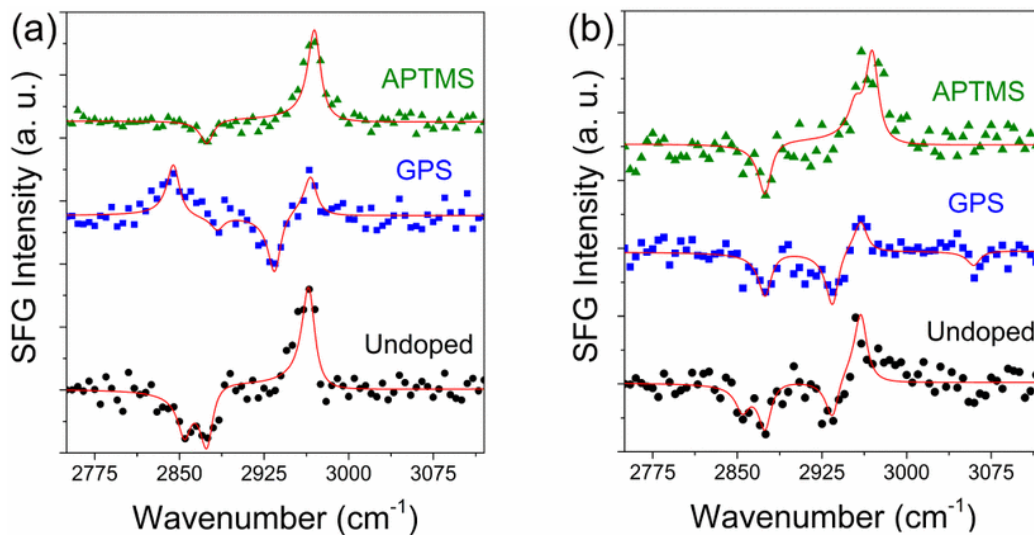 (a)
SFG Intensity (a. u.)
APTMS
GPS
Undoped
2775 2850 2925 3000 3075
Wavenumber (cm⁻¹)
(b)
SFG Intensity (a. u.)
APTMS
GPS
Undoped
2775 2850 2925 3000 3075
Wavenumber (cm⁻¹)